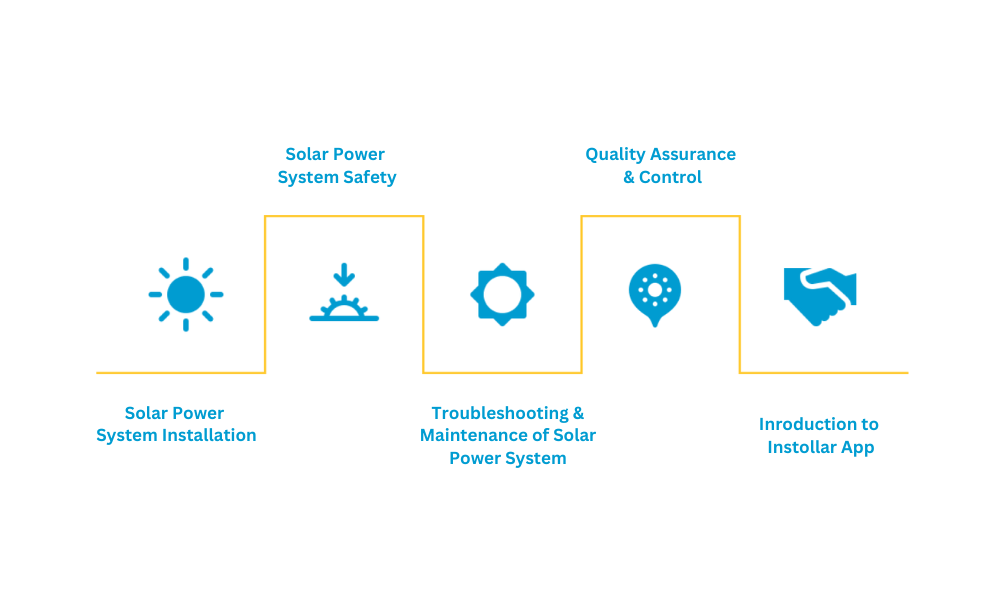 Solar Power
System Installation
Solar Power
System Safety
Troubleshooting &
Maintenance of Solar
Power System
Quality Assurance
& Control
Inroduction to
Instollar App